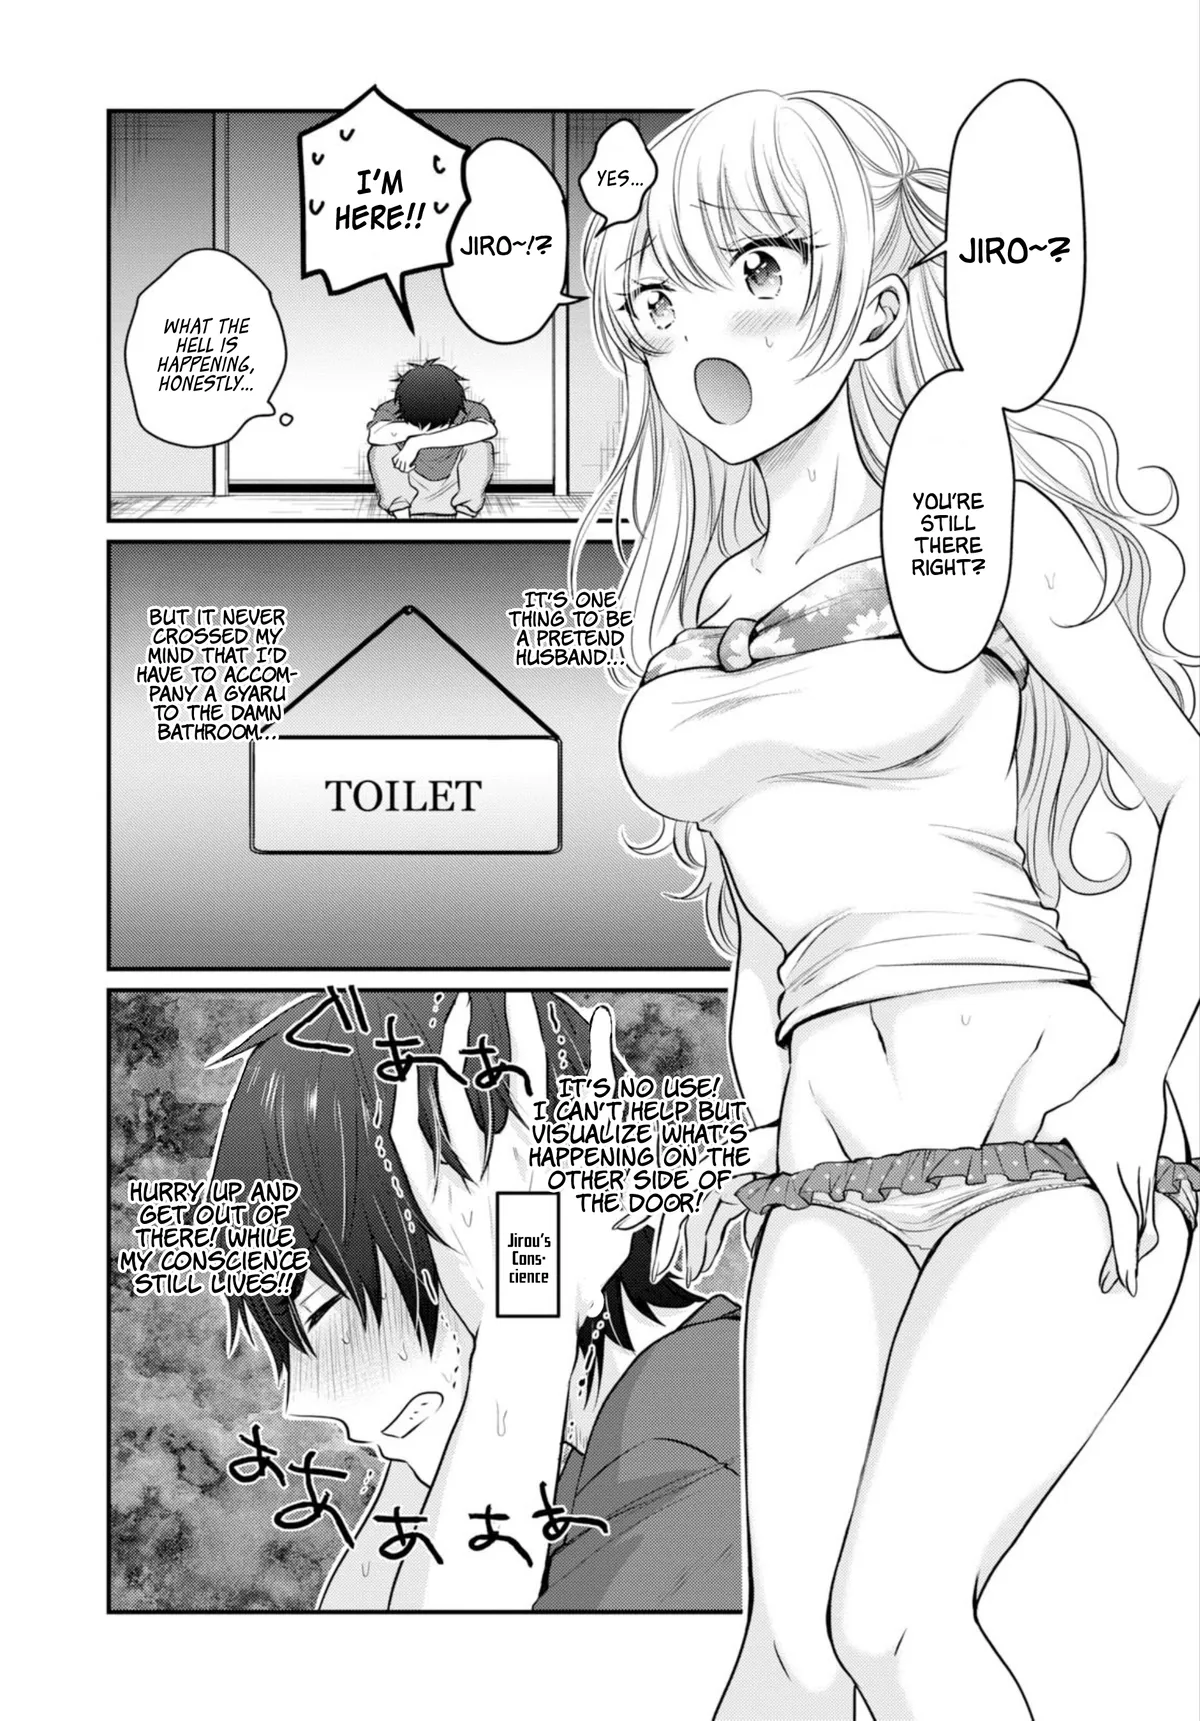 JIRO~?
YOU'RE
STILL
THERE
RIGHT?
YES...
JIRO~!?
I'M
HERE!!
WHAT THE
HELL IS
HAPPENING,
HONESTLY...
IT'S ONE
THING TO BE
A PRETEND
HUSBAND...
BUT IT NEVER
CROSSED MY
MIND THAT I'D
HAVE TO ACCOM-
PANY A GYARU
TO THE DAMN
BATHROOM...
TOILET
IT'S NO USE!
I CAN'T HELP BUT
VISUALIZE WHAT'S
HAPPENING ON THE
OTHER SIDE OF
THE DOOR!
Jirou's
Cons-
cience
HURRY UP AND
GET OUT OF
THERE! WHILE
MY CONSCIENCE
STILL LIVES!!
ぐああぁ
ああああぁ